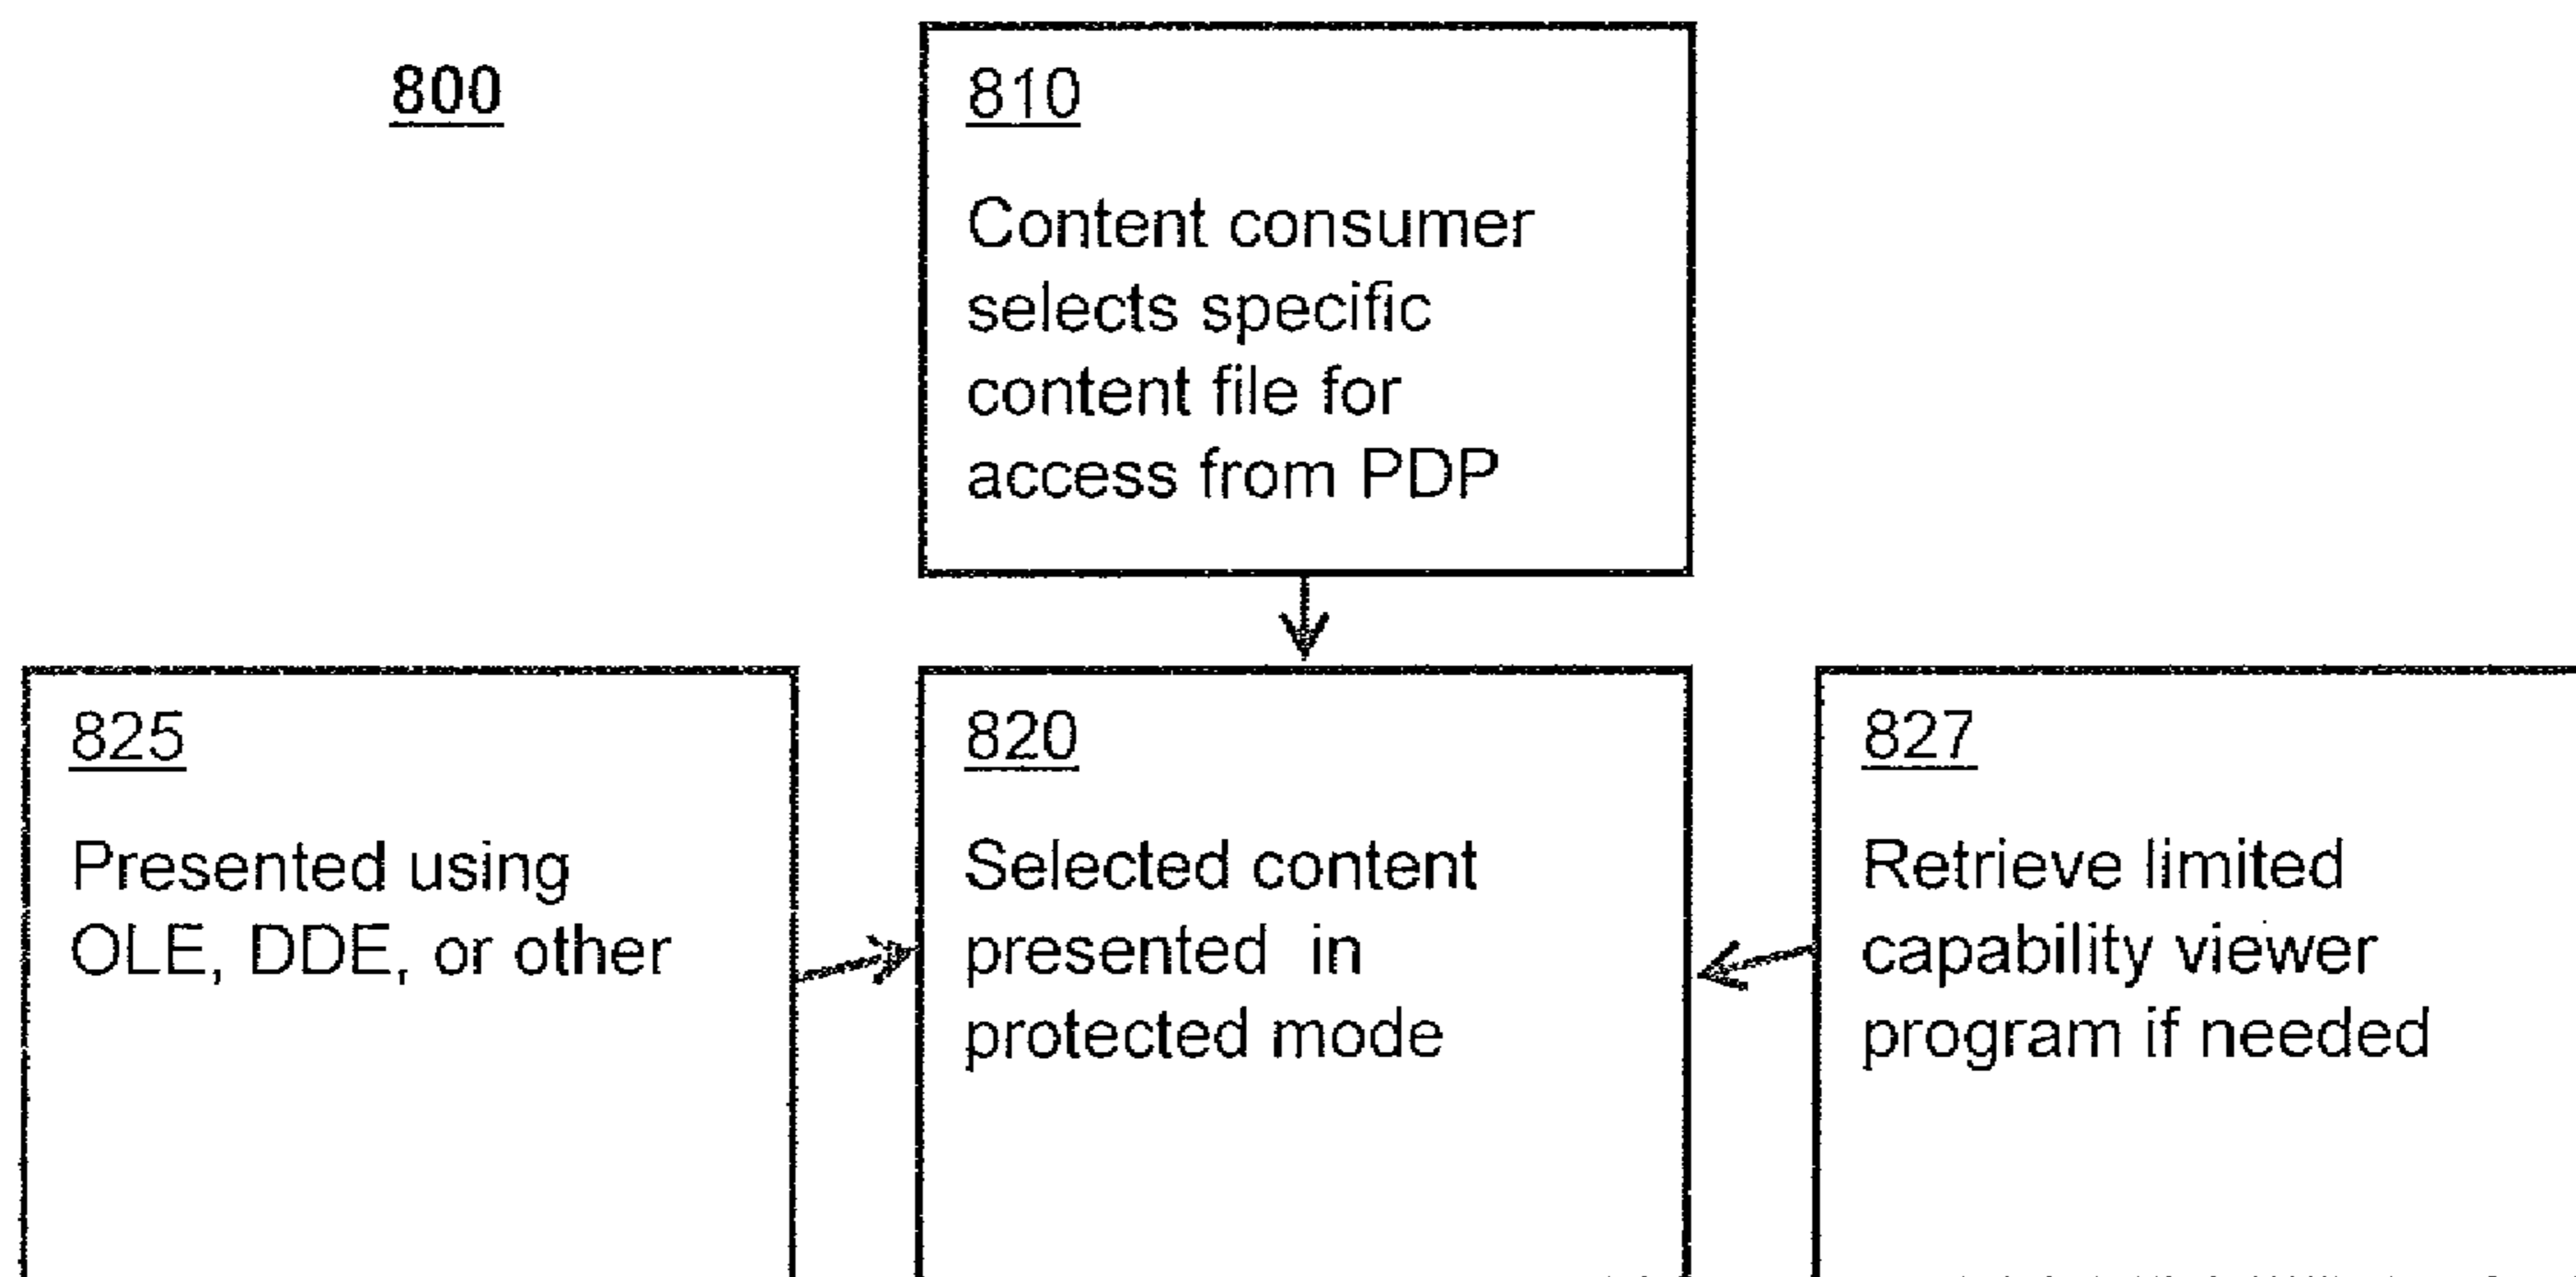 800
810
Content consumer
selects specific
content file for
access from PDP
825
Presented using
OLE, DDE, or other
820
Selected content
presented in
protected mode
827
Retrieve limited
capability viewer
program if needed